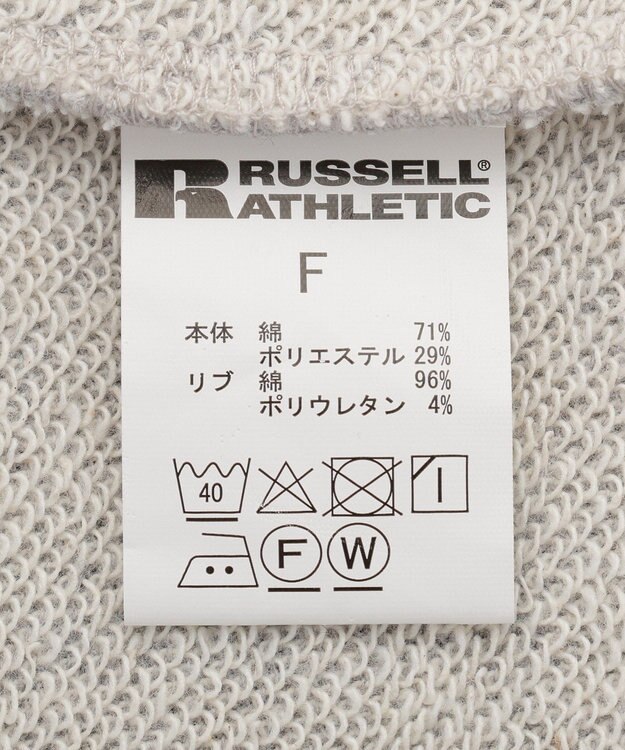 RUSSELL®
ATHLETIC
F
本体 綿 71%
ポリエステル 29%
リブ 綿 96%
ポリウレタン 4%
40
F W